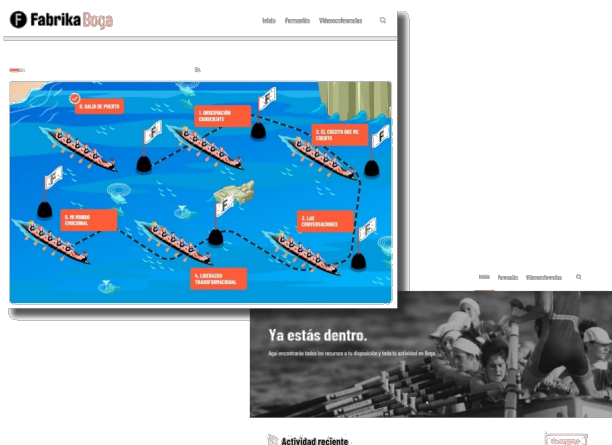 Fabrika Boga
Inicio Formación Videoconferencias
0. SALIR DE PUERTO
1. OBSERVACIÓN
CONSCIENTE
2. EL CUENTO QUE ME
CUENTO
5. MI MUNDO
EMOCIONAL
3. LAS
CONVERSACIONES
4. LIDERAZGO
TRANSFORMACIONAL
Inicio Formación Videoconferencias
Ya estás dentro.
Aquí encontrarás todos los recursos a tu disposición y toda tu actividad en Boga.
Actividad reciente